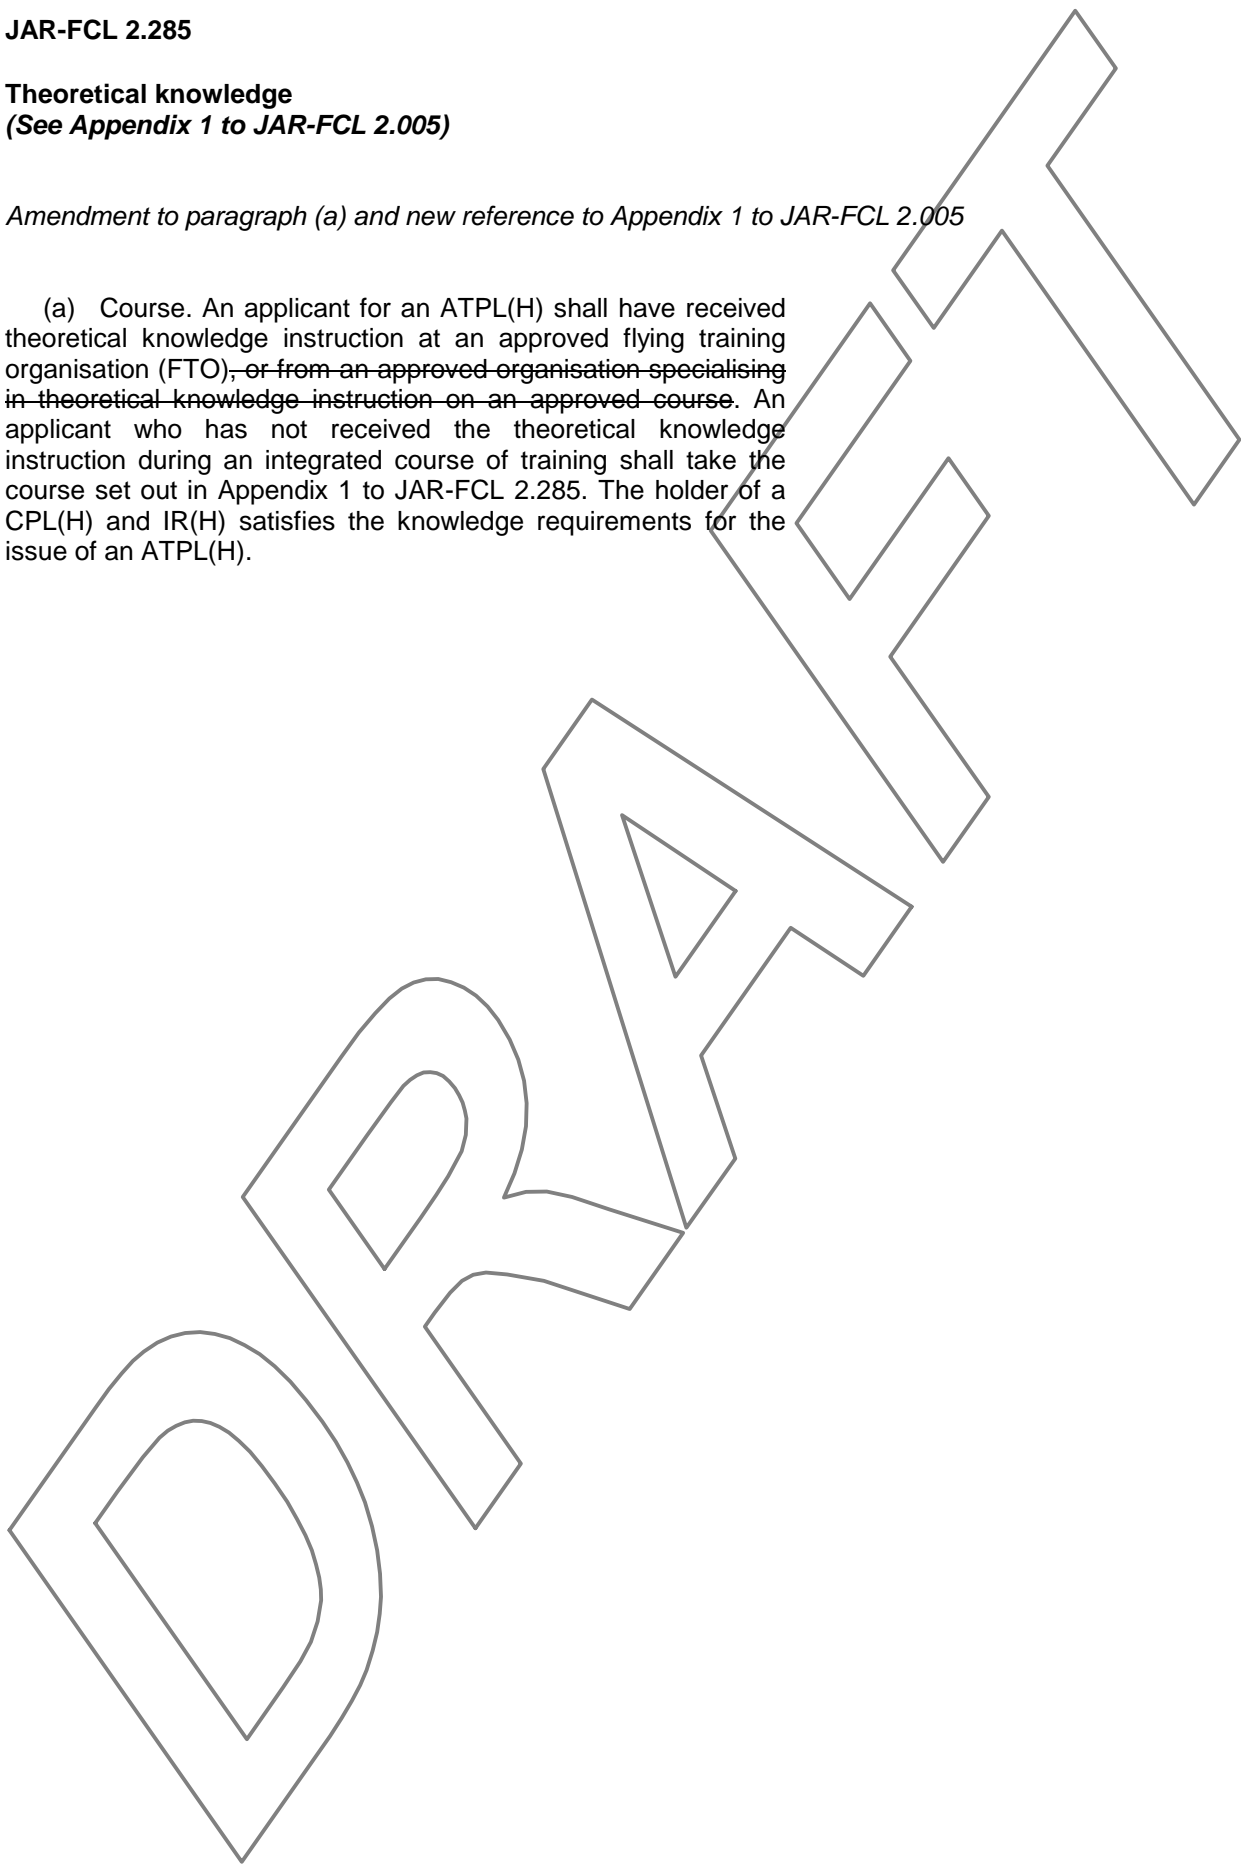 JAR-FCL 2.285
Theoretical knowledge
(See Appendix 1 to JAR-FCL 2.005)
Amendment to paragraph (a) and new reference to Appendix 1 to JAR-FCL 2.005
(a) Course. An applicant for an ATPL(H) shall have received
theoretical knowledge instruction at an approved flying training
organisation (FTO), or from an approved organisation specialising
in theoretical knowledge instruction on an approved course. An
applicant who has not received the theoretical knowledge
instruction during an integrated course of training shall take the
course set out in Appendix 1 to JAR-FCL 2.285. The holder of a
CPL(H) and IR(H) satisfies the knowledge requirements for the
issue of an ATPL(H).
DRAFT